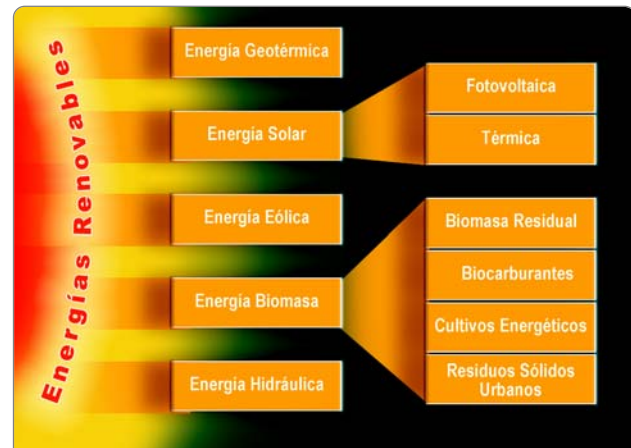 Energías Renovables
Energía Geotérmica
Energía Solar
Fotovoltaica
Térmica
Energía Eólica
Energía Biomasa
Biomasa Residual
Biocarburantes
Cultivos Energéticos
Residuos Sólidos
Urbanos
Energía Hidráulica